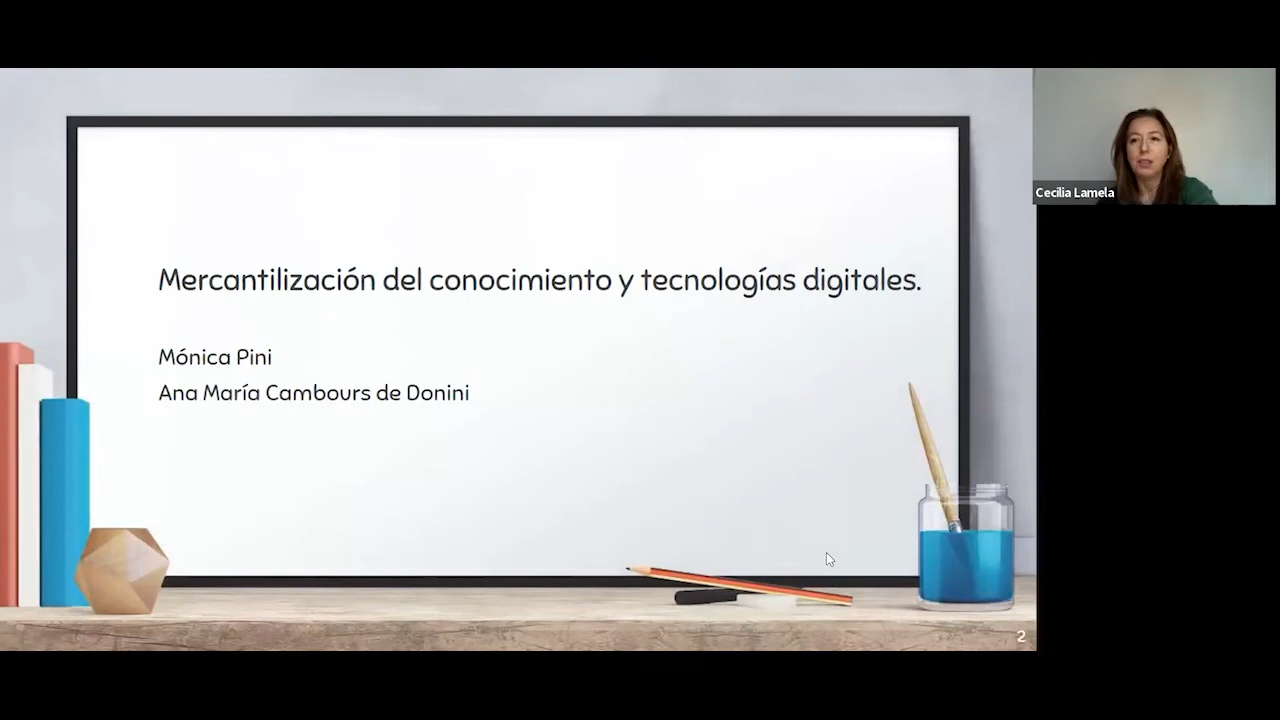 Mercantilización del conocimiento y tecnologías digitales.
Mónica Pini
Ana María Cambours de Donini
2
Cecilia Lamela